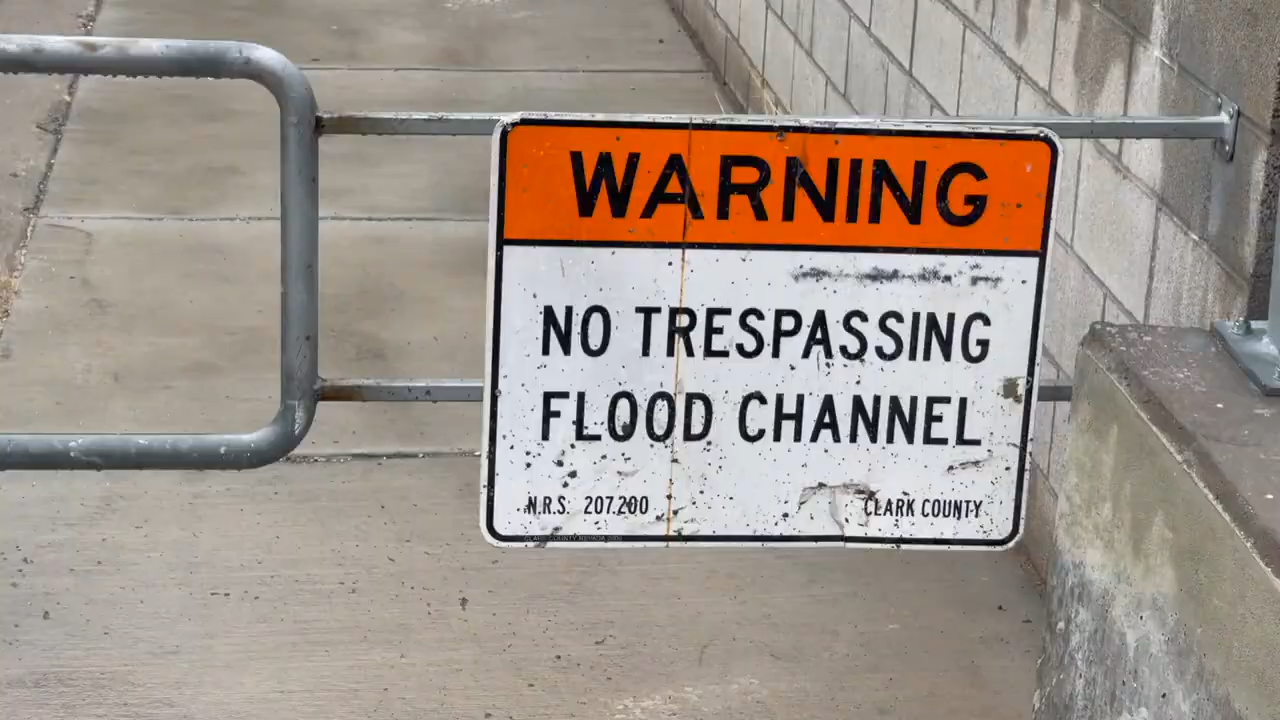 WARNING
NO TRESPASSING
FLOOD CHANNEL
N.R.S. 207.200
CLARK COUNTY